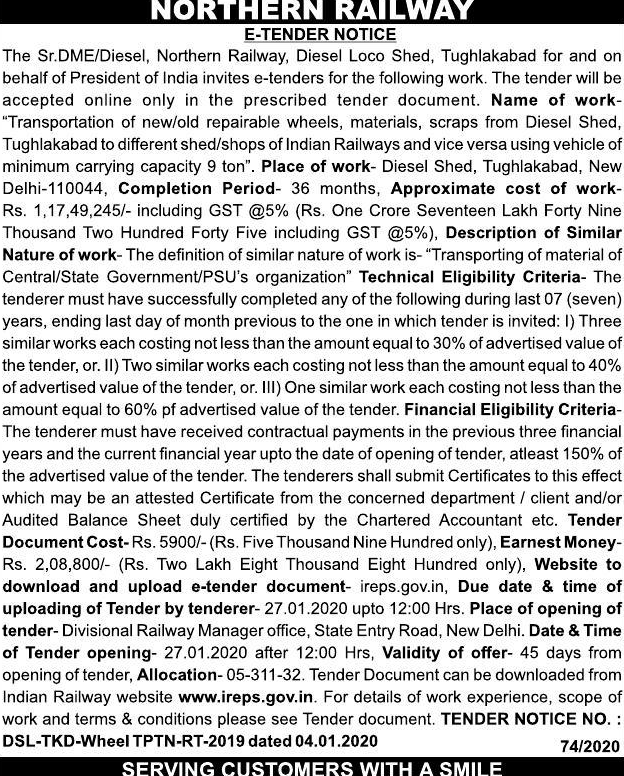 NORTHERN RAILWAY
E-TENDER NOTICE
The Sr.DME/Diesel, Northern Railway, Diesel Loco Shed, Tughlakabad for and on
behalf of President of India invites e-tenders for the following work. The tender will be
accepted online only in the prescribed tender document. Name of work-
“Transportation of new/old repairable wheels, materials, scraps from Diesel Shed,
Tughlakabad to different shed/shops of Indian Railways and vice versa using vehicle of
minimum carrying capacity 9 ton”. Place of work- Diesel Shed, Tughlakabad, New
Delhi-110044, Completion Period- 36 months, Approximate cost of work-
Rs. 1,17,49,245/- including GST @5% (Rs. One Crore Seventeen Lakh Forty Nine
Thousand Two Hundred Forty Five including GST @5%), Description of Similar
Nature of work- The definition of similar nature of work is- “Transporting of material of
Central/State Government/PSU's organization” Technical Eligibility Criteria- The
tenderer must have successfully completed any of the following during last 07 (seven)
years, ending last day of month previous to the one in which tender is invited: I) Three
similar works each costing not less than the amount equal to 30% of advertised value of
the tender, or. II) Two similar works each costing not less than the amount equal to 40%
of advertised value of the tender, or. III) One similar work each costing not less than the
amount equal to 60% pf advertised value of the tender. Financial Eligibility Criteria-
The tenderer must have received contractual payments in the previous three financial
years and the current financial year upto the date of opening of tender, atleast 150% of
the advertised value of the tender. The tenderers shall submit Certificates to this effect
which may be an attested Certificate from the concerned department / client and/or
Audited Balance Sheet duly certified by the Chartered Accountant etc. Tender
Document Cost- Rs. 5900/- (Rs. Five Thousand Nine Hundred only), Earnest Money-
Rs. 2,08,800/- (Rs. Two Lakh Eight Thousand Eight Hundred only), Website to
download and upload e-tender document- ireps.gov.in, Due date & time of
uploading of Tender by tenderer- 27.01.2020 upto 12:00 Hrs. Place of opening of
tender- Divisional Railway Manager office, State Entry Road, New Delhi. Date & Time
of Tender opening- 27.01.2020 after 12:00 Hrs, Validity of offer- 45 days from
opening of tender, Allocation- 05-311-32. Tender Document can be downloaded from
Indian Railway website www.ireps.gov.in. For details of work experience, scope of
work and terms & conditions please see Tender document. TENDER NOTICE NO. :
DSL-TKD-Wheel TPTN-RT-2019 dated 04.01.2020
74/2020
SERVING CUSTOMERS WITH A SMILE